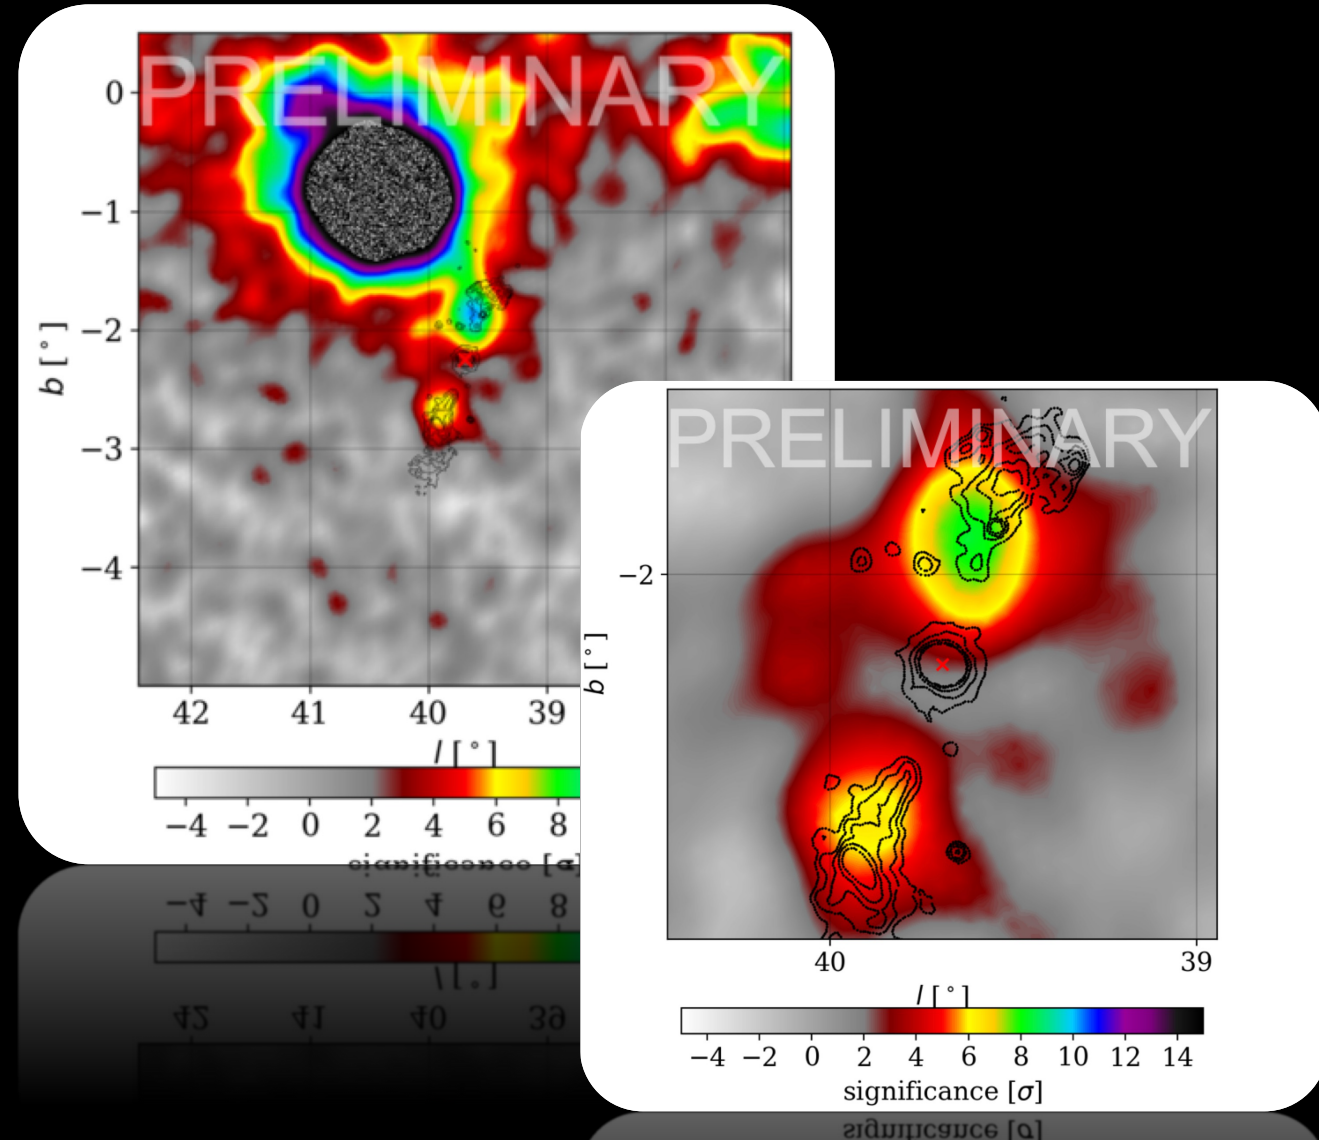 PRELIMINARY
0
−1
−2
−3
−4
b [°]
42 41 40 39
l [°]
−4 −2 0 2 4 6 8
significance [σ]
PRELIMINARY
−2
b [°]
40 39
l [°]
−4 −2 0 2 4 6 8 10 12 14
significance [σ]